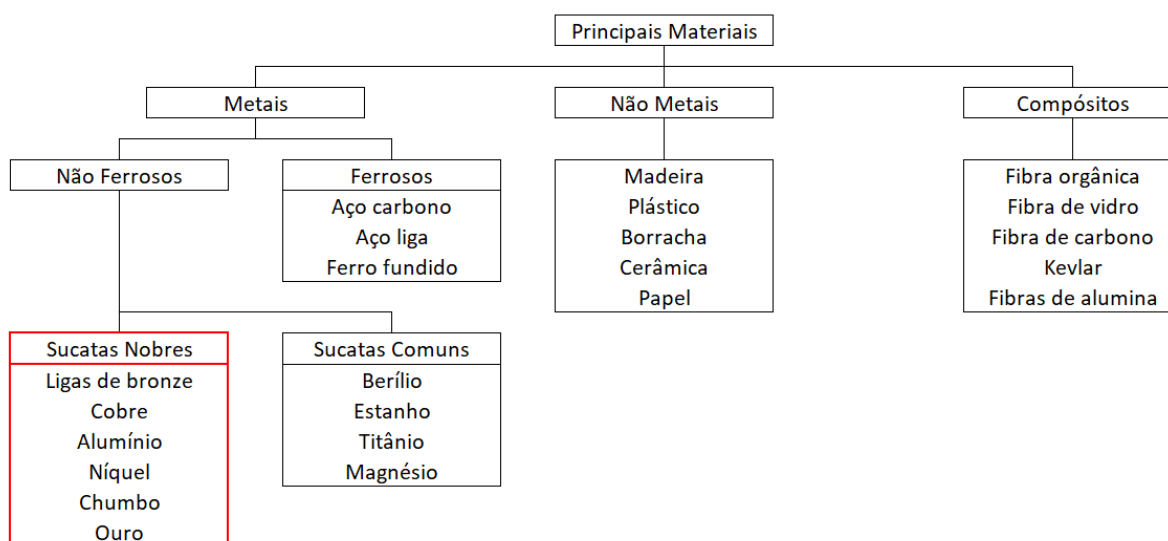 Principais Materiais
Metais
Não Metais
Compósitos
Não Ferrosos
Ferrosos
Aço carbono
Aço liga
Ferro fundido
Madeira
Plástico
Borracha
Cerâmica
Papel
Fibra orgânica
Fibra de vidro
Fibra de carbono
Kevlar
Fibras de alumina
Sucatas Nobres
Ligas de bronze
Cobre
Alumínio
Níquel
Chumbo
Ouro
Sucatas Comuns
Berílio
Estanho
Titânio
Magnésio